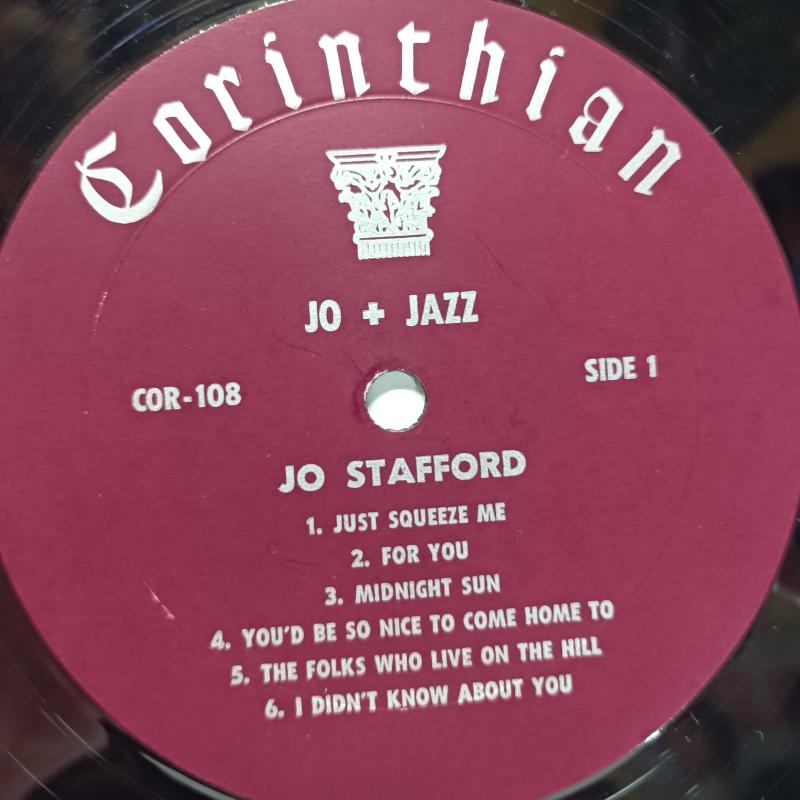 Corinthian
JO + JAZZ
COR-108
SIDE 1
JO STAFFORD
1. JUST SQUEEZE ME
2. FOR YOU
3. MIDNIGHT SUN
4. YOU'D BE SO NICE TO COME HOME TO
5. THE FOLKS WHO LIVE ON THE HILL
6. I DIDN'T KNOW ABOUT YOU